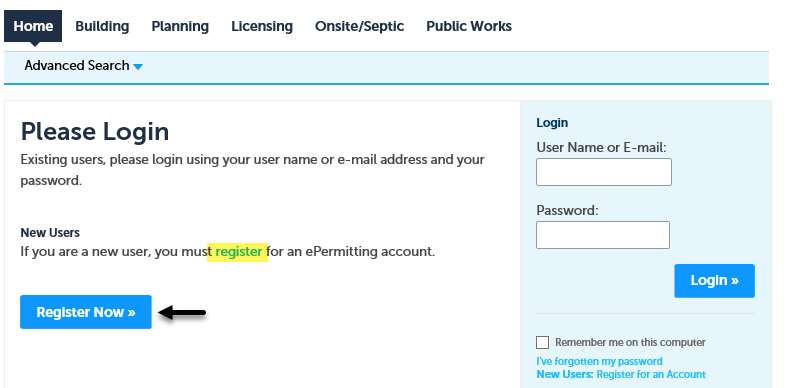 Home Building Planning Licensing Onsite/Septic Public Works
Advanced Search
Please Login
Existing users, please login using your user name or e-mail address and your
password.
New Users
If you are a new user, you must register for an ePermitting account.
Register Now »
Login
User Name or E-mail:
Password:
Login »
Remember me on this computer
I've forgotten my password
New Users: Register for an Account